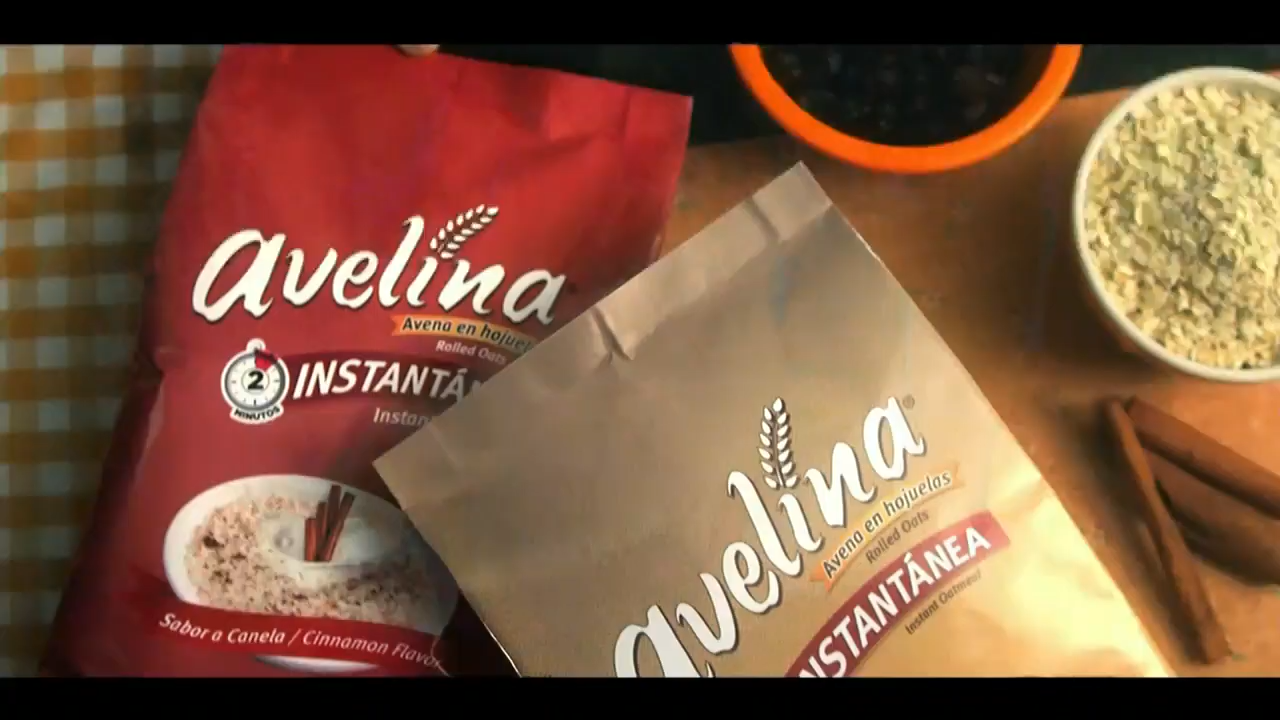 avelina
Avena en hojuelas
Rolled Oats
2
MINUTOS
INSTANTÁ
Instan
Sabor a Canela / Cinnamon Flavor
avelina®
Avena en hojuelas
Rolled Oats
INSTANTÁNEA
Instant Oatmeal